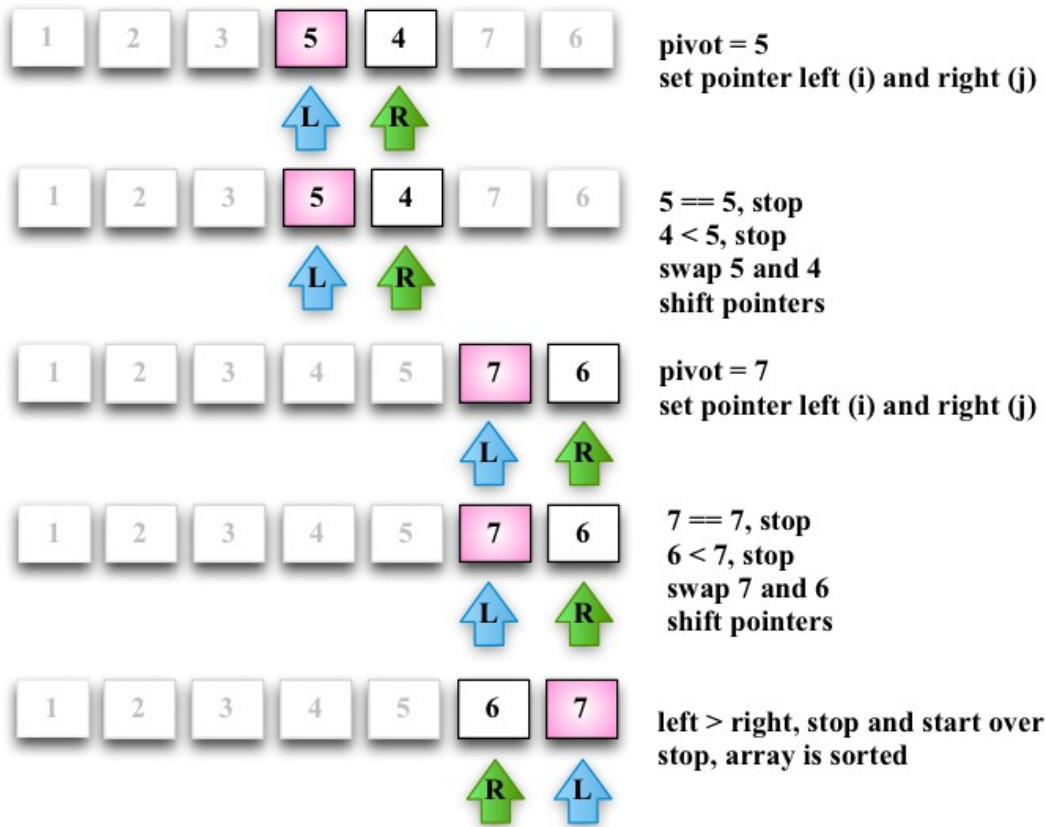 1 2 3 5 4 7 6
pivot = 5
set pointer left (i) and right (j)
L R
1 2 3 5 4 7 6
5 == 5, stop
4 < 5, stop
swap 5 and 4
shift pointers
L R
1 2 3 4 5 7 6
pivot = 7
set pointer left (i) and right (j)
L R
1 2 3 4 5 7 6
7 == 7, stop
6 < 7, stop
swap 7 and 6
shift pointers
L R
1 2 3 4 5 6 7
left > right, stop and start over
stop, array is sorted
R L